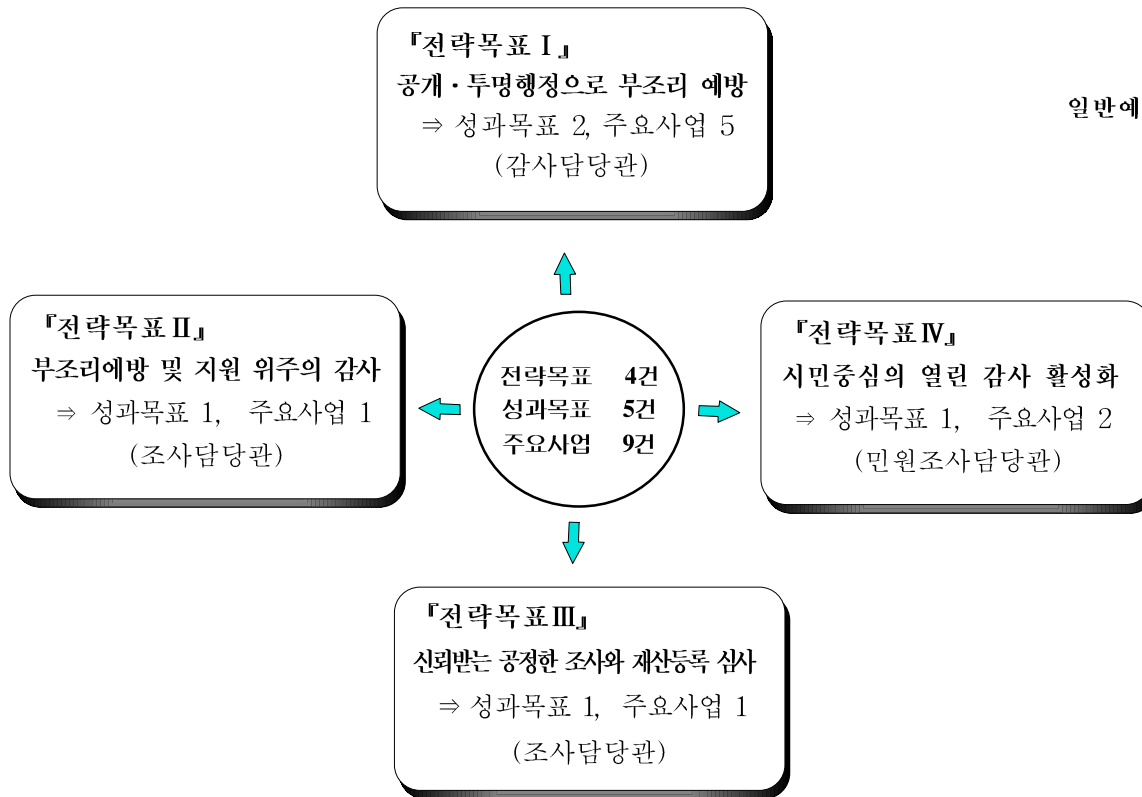 『전략목표Ⅰ』
공개·투명행정으로 부조리 예방
⇒ 성과목표 2, 주요사업 5
(감사담당관)
일반예
『전략목표Ⅱ』
부조리에방 및 지원 위주의 감사
⇒ 성과목표 1, 주요사업 1
(조사담당관)
전략목표 4건
성과목표 5건
주요사업 9건
『전략목표Ⅳ』
시민중심의 열린 감사 활성화
⇒ 성과목표 1, 주요사업 2
(민원조사담당관)
『전략목표Ⅲ』
신뢰받는 공정한 조사와 재산등록 심사
⇒ 성과목표 1, 주요사업 1
(조사담당관)